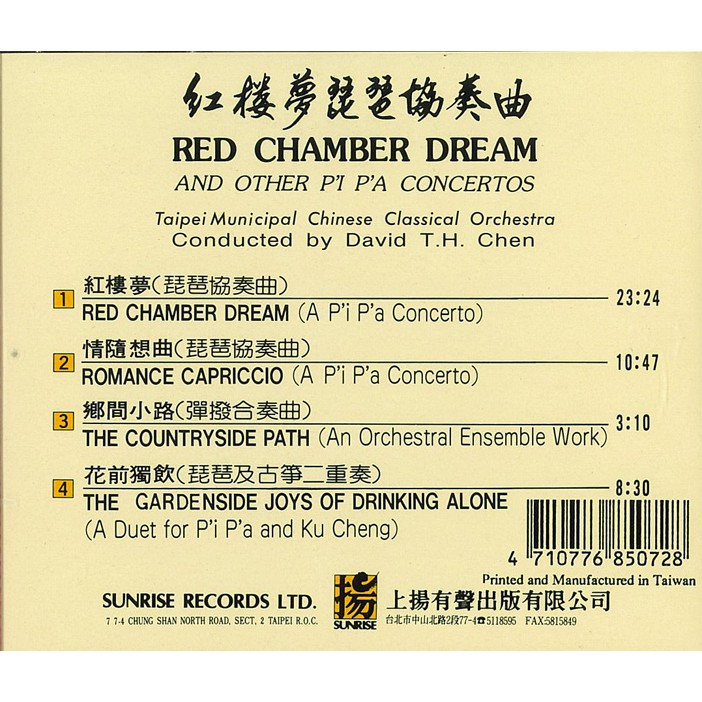 红楼夢琵琶協奏曲
RED CHAMBER DREAM
AND OTHER P'I P'A CONCERTOS
Taipei Municipal Chinese Classical Orchestra
Conducted by David T.H. Chen
1 紅樓夢(琵琶協奏曲) 23:24
RED CHAMBER DREAM (A P'i P'a Concerto)
2 情隨想曲(琵琶協奏曲) 10:47
ROMANCE CAPRICCIO (A P'i P'a Concerto)
3 鄉間小路(彈撥合奏曲) 3:10
THE COUNTRYSIDE PATH (An Orchestral Ensemble Work)
4 花前獨飲(琵琶及古箏二重奏) 8:30
THE GARDENSIDE JOYS OF DRINKING ALONE
(A Duet for P'i P'a and Ku Cheng)
4 710776 850728
Printed and Manufactured in Taiwan
SUNRISE RECORDS LTD.
7 7-4 CHUNG SHAN NORTH ROAD, SECT, 2 TAIPEI R.O.C.
揚
SUNRISE
上揚有聲出版有限公司
台北市中山北路2段77-4☎5118595 FAX:5815849